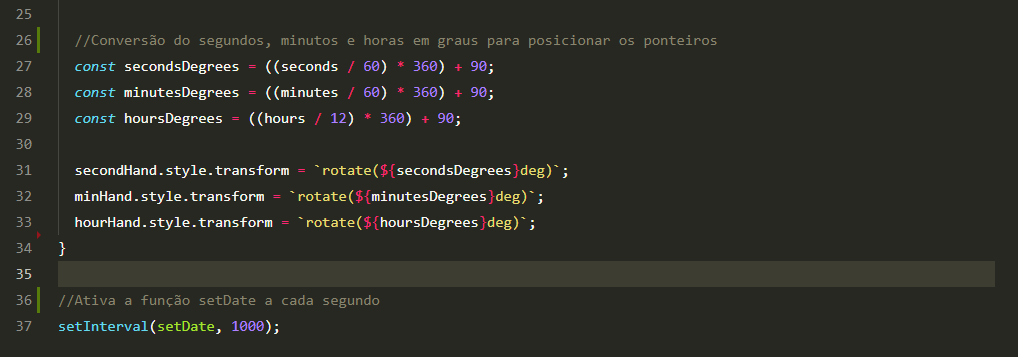 25
26 //Conversão do segundos, minutos e horas em graus para posicionar os ponteiros
27 const secondsDegrees = ((seconds / 60) * 360) + 90;
28 const minutesDegrees = ((minutes / 60) * 360) + 90;
29 const hoursDegrees = ((hours / 12) * 360) + 90;
30
31 secondHand.style.transform = `rotate(${secondsDegrees}deg)`;
32 minHand.style.transform = `rotate(${minutesDegrees}deg)`;
33 hourHand.style.transform = `rotate(${hoursDegrees}deg)`;
34 }
35
36 //Ativa a função setDate a cada segundo
37 setInterval(setDate, 1000);